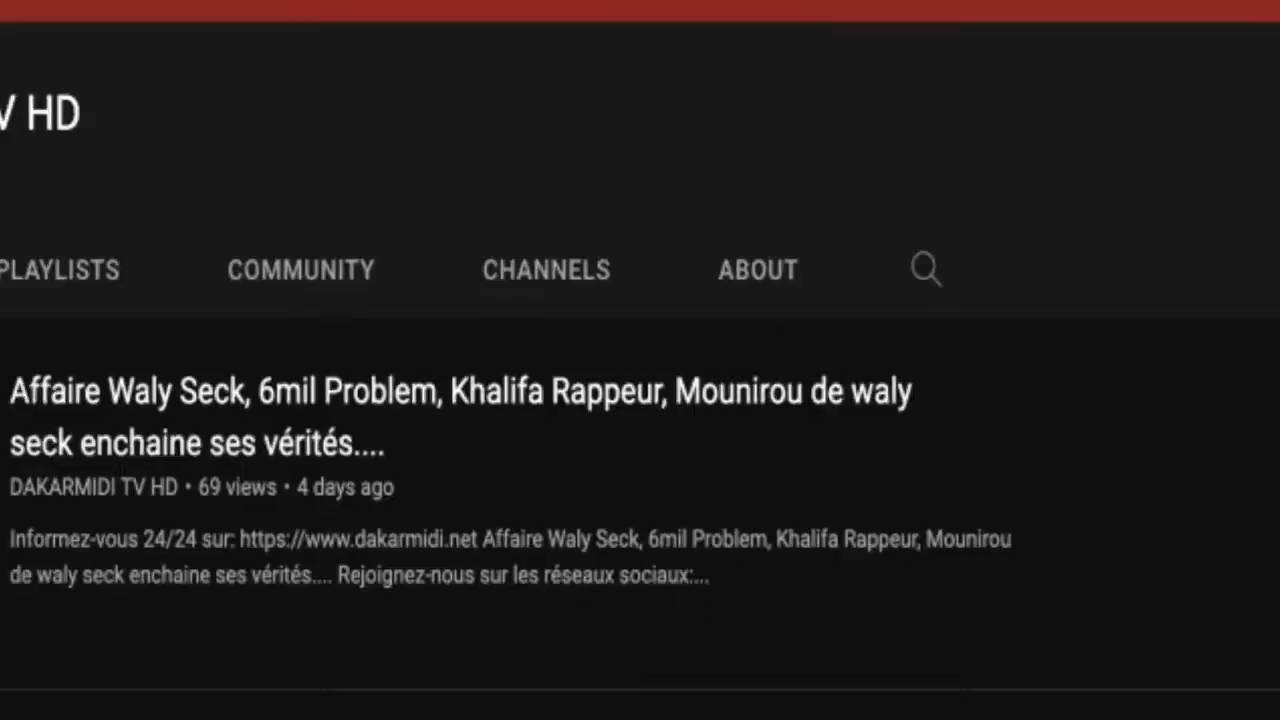 V HD
PLAYLISTS COMMUNITY CHANNELS ABOUT
Affaire Waly Seck, 6mil Problem, Khalifa Rappeur, Mounirou de waly
seck enchaine ses vérités....
DAKARMIDI TV HD • 69 views • 4 days ago
Informez-vous 24/24 sur: https://www.dakarmidi.net Affaire Waly Seck, 6mil Problem, Khalifa Rappeur, Mounirou
de waly seck enchaine ses vérités.... Rejoignez-nous sur les réseaux sociaux:...